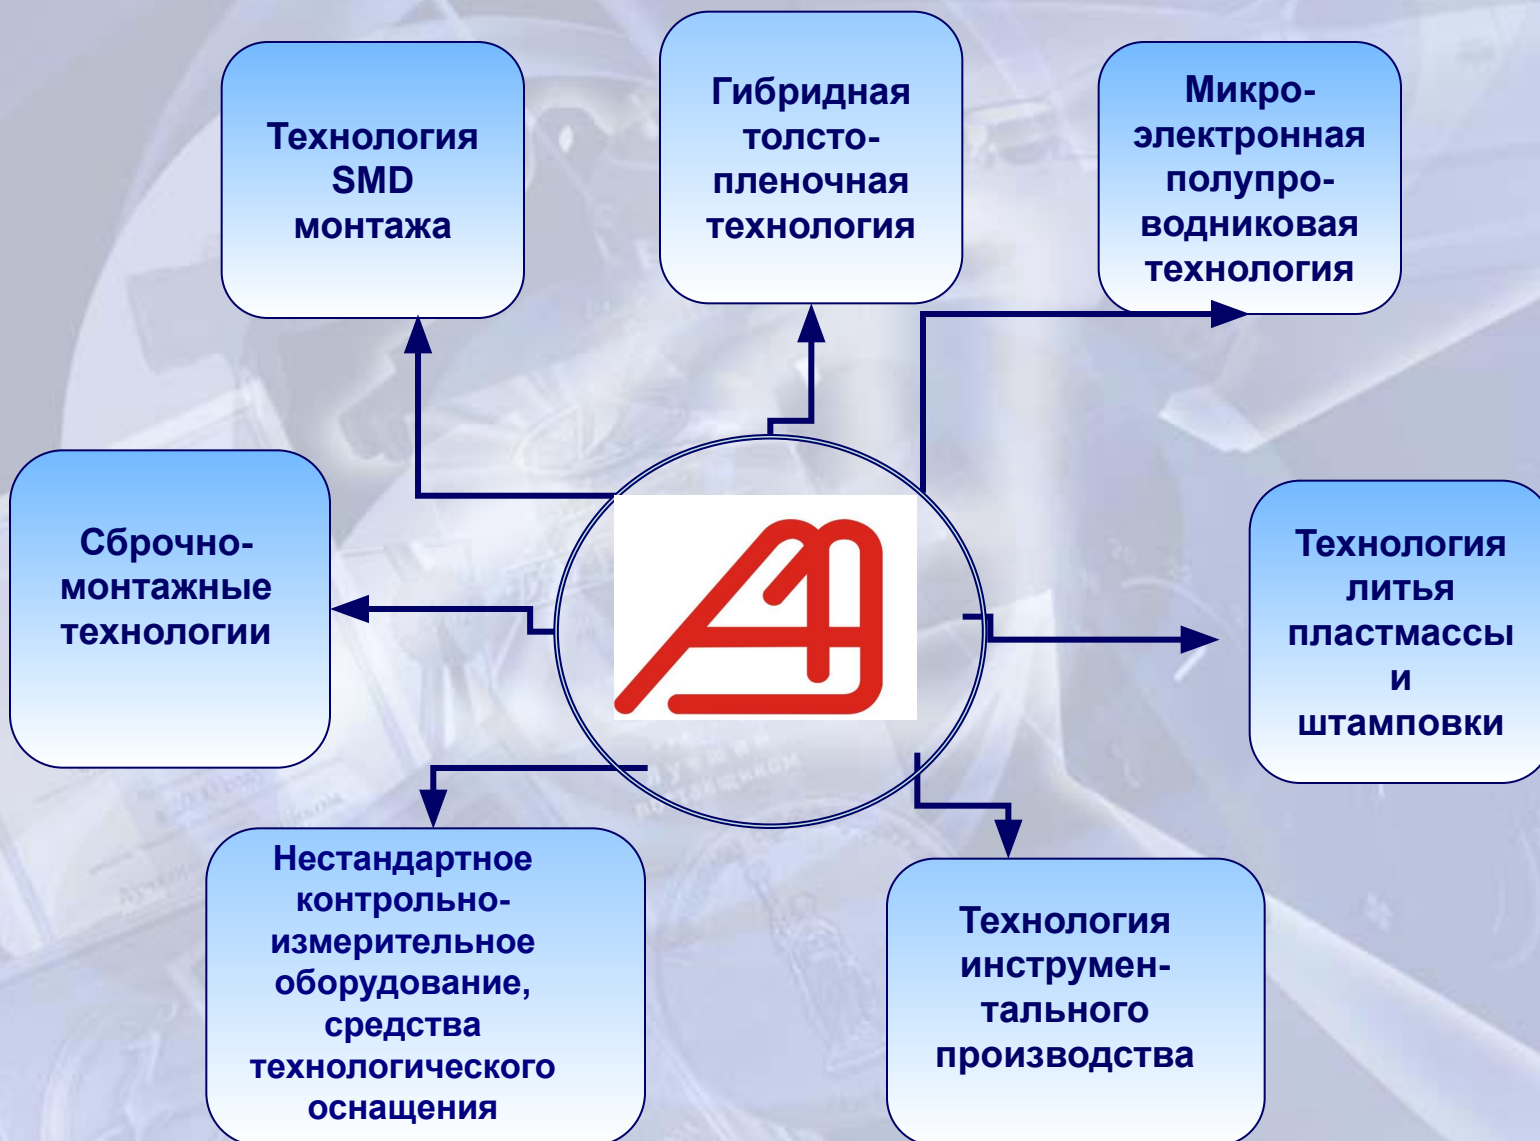 Технология
SMD
монтажа
Гибридная
толсто-
пленочная
технология
Микро-
электронная
полупро-
водниковая
технология
Сброчно-
монтажные
технологии
Технология
литья
пластмассы
и
штамповки
Нестандартное
контрольно-
измерительное
оборудование,
средства
технологического
оснащения
Технология
инструмен-
тального
производства